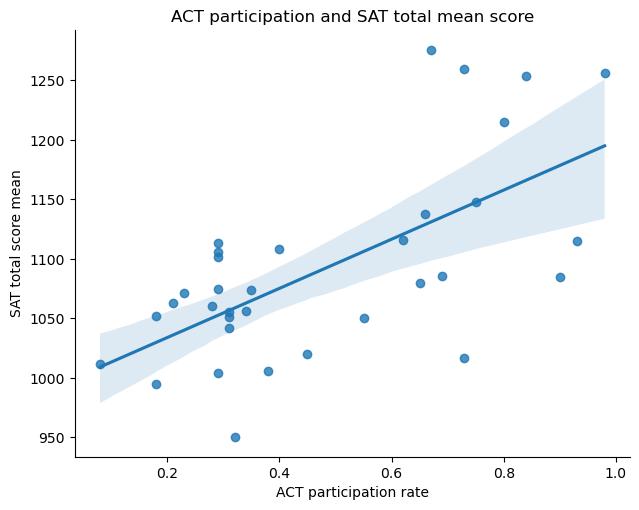 ACT participation and SAT total mean score
1250
1200
1150
1100
1050
1000
950
SAT total score mean
0.2 0.4 0.6 0.8 1.0
ACT participation rate